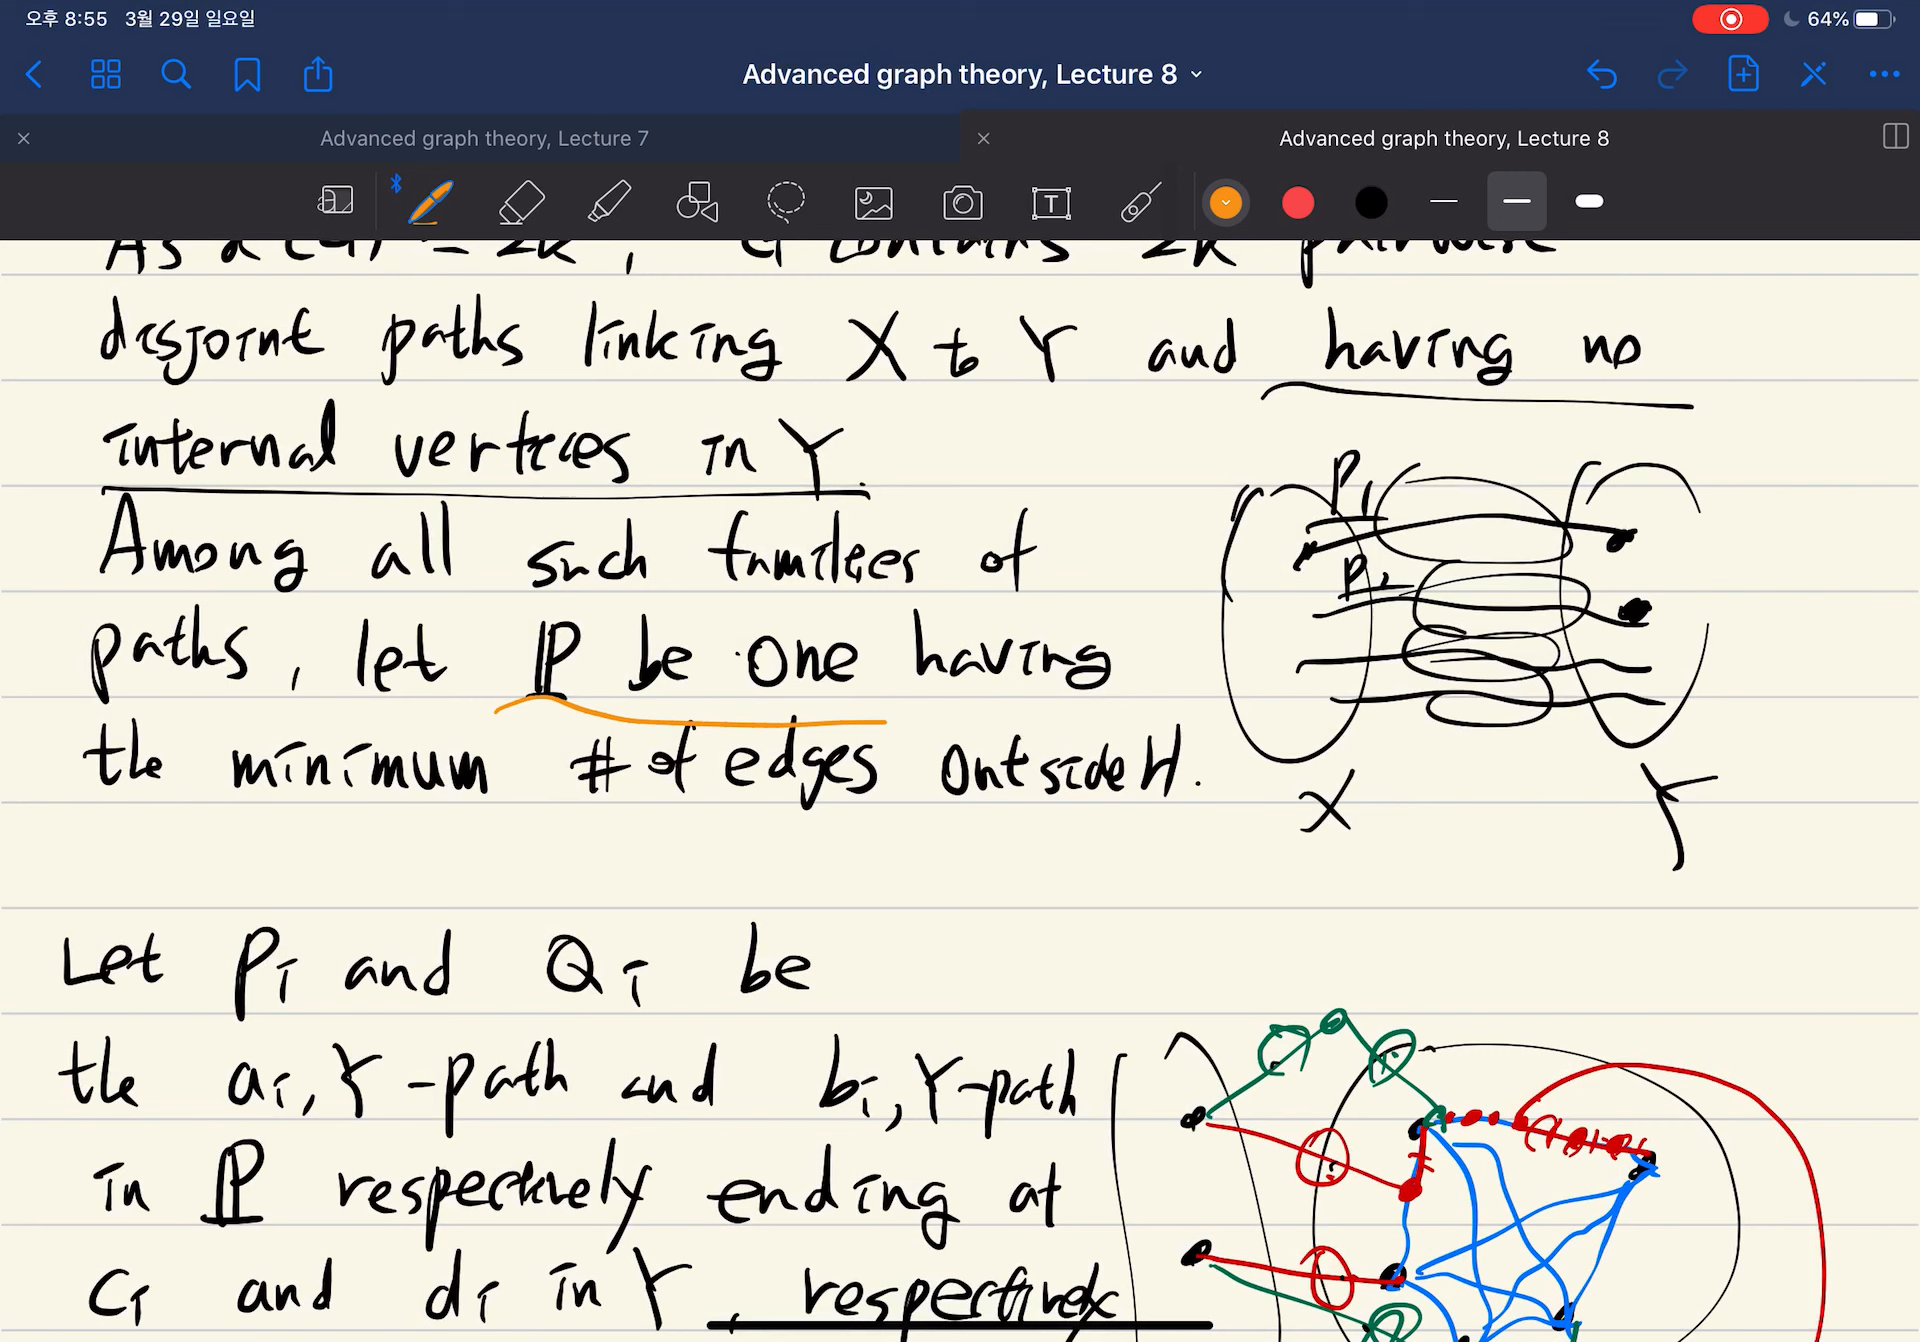 오후 8:55 3월 29일 일요일
64%
Advanced graph theory, Lecture 8
Advanced graph theory, Lecture 7
Advanced graph theory, Lecture 8
contains 2k pairwise
disjoint paths linking X to Y and having no
internal vertices in Y.
Among all such families of
paths, let ℙ be one having
the minimum # of edges outside H.
P₁
P₂
X
Y
Let Pᵢ and Qᵢ be
the aᵢ, Y-path and bᵢ, Y-path
in ℙ respectively ending at
cᵢ and dᵢ in Y, respectively